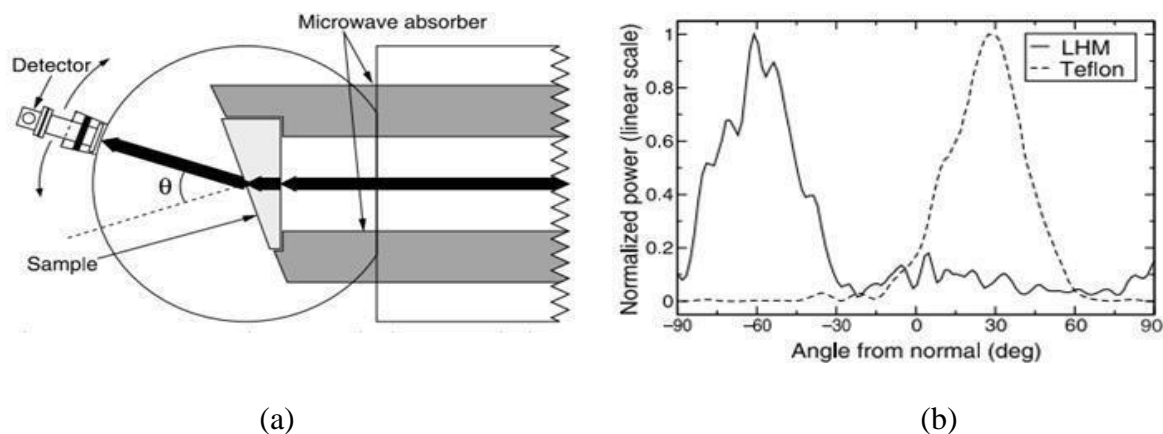 Microwave absorber
Detector
θ
Sample
(a)
Normalized power (linear scale)
1
0.8
0.6
0.4
0.2
0
LHM
Teflon
-90
-60
-30
0
30
60
90
Angle from normal (deg)
(b)